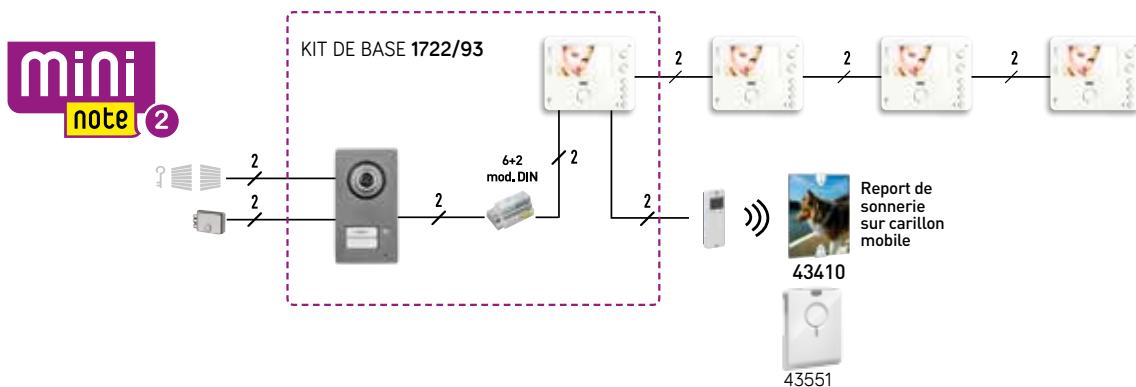 mini
note 2
KIT DE BASE 1722/93
2
2
2
2
2
6+2
mod. DIN
2
2
2
Report de
sonnerie
sur carillon
mobile
43410
43551